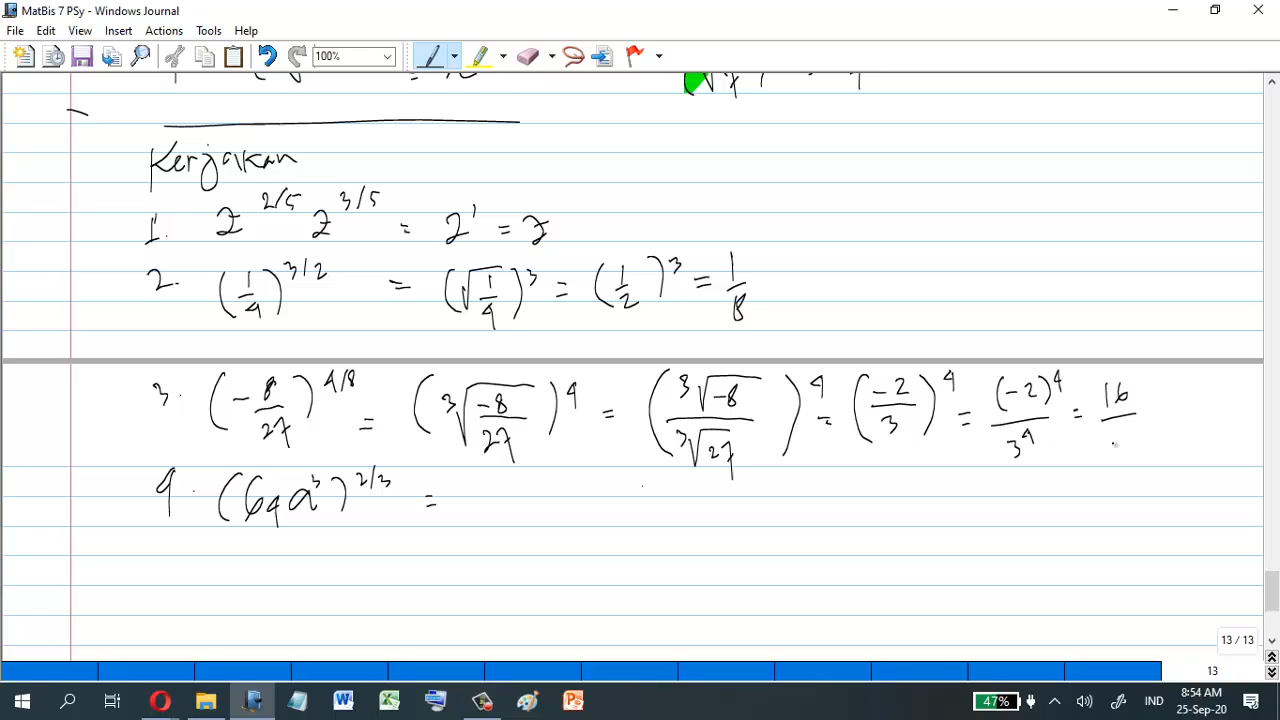 MatBis 7 PSy - Windows Journal
File Edit View Insert Actions Tools Help
100%
Kerjakan
1. 2^{2/5} 2^{3/5} = 2^1 = 2
2. (1/4)^{3/2} = (√(1/4))^3 = (1/2)^3 = 1/8
3. (-8/27)^{4/8} = (∛(-8/27))^4 = (∛-8/∛27)^4 = (-2/3)^4 = (-2)^4/3^4 = 16/
4. (64a^3)^{2/3} =
13 / 13
13
47% IND 8:54 AM
25-Sep-20